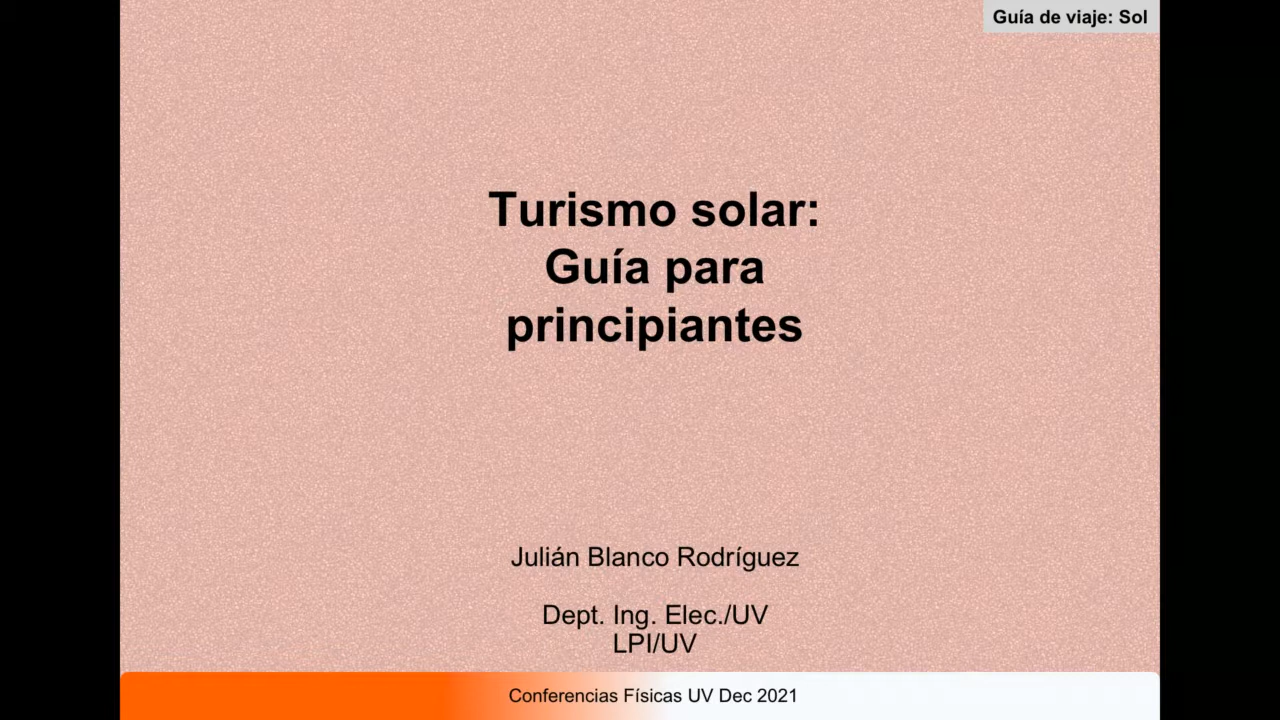 Guía de viaje: Sol
Turismo solar:
Guía para
principiantes
Julián Blanco Rodríguez
Dept. Ing. Elec./UV
LPI/UV
Conferencias Físicas UV Dec 2021